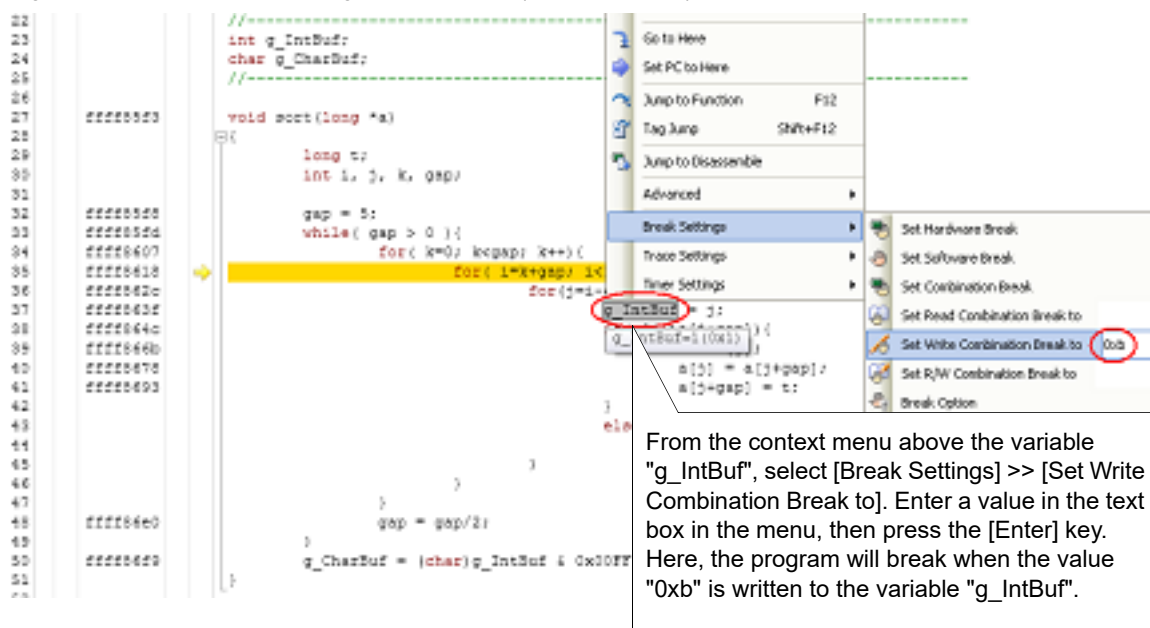 22 //----------------------------------------
23 int g_IntBuf;
24 char g_CharBuf;
25 //----------------------------------------
26
27 ffff85f3 void sort(long *a)
28 {
29 long t;
30 int i, j, k, gap;
31
32 ffff85f8 gap = 5;
33 ffff85fd while( gap > 0 ){
34 ffff8607 for( k=0; k<gap; k++){
35 ffff8618 for( i=k+gap; i<
36 ffff862c for(j=i-
37 ffff863f g_IntBuf = j;
38 ffff864c ){
g_IntBuf=1(0x1)
39 ffff866b
40 ffff8678 a[j] = a[j+gap];
41 ffff8693 a[j+gap] = t;
42 }
43 els
44
45 }
46 }
47 }
48 ffff86e0 gap = gap/2;
49 }
50 ffff86f9 g_CharBuf = (char)g_IntBuf & 0x00FF
51 }
Go to Here
Set PC to Here
Jump to Function F12
Tag Jump Shift+F12
Jump to Disassemble
Advanced
Break Settings
Trace Settings
Timer Settings
Set Hardware Break
Set Software Break
Set Combination Break
Set Read Combination Break to
Set Write Combination Break to 0xb
Set R/W Combination Break to
Break Option
From the context menu above the variable
"g_IntBuf", select [Break Settings] >> [Set Write
Combination Break to]. Enter a value in the text
box in the menu, then press the [Enter] key.
Here, the program will break when the value
"0xb" is written to the variable "g_IntBuf".